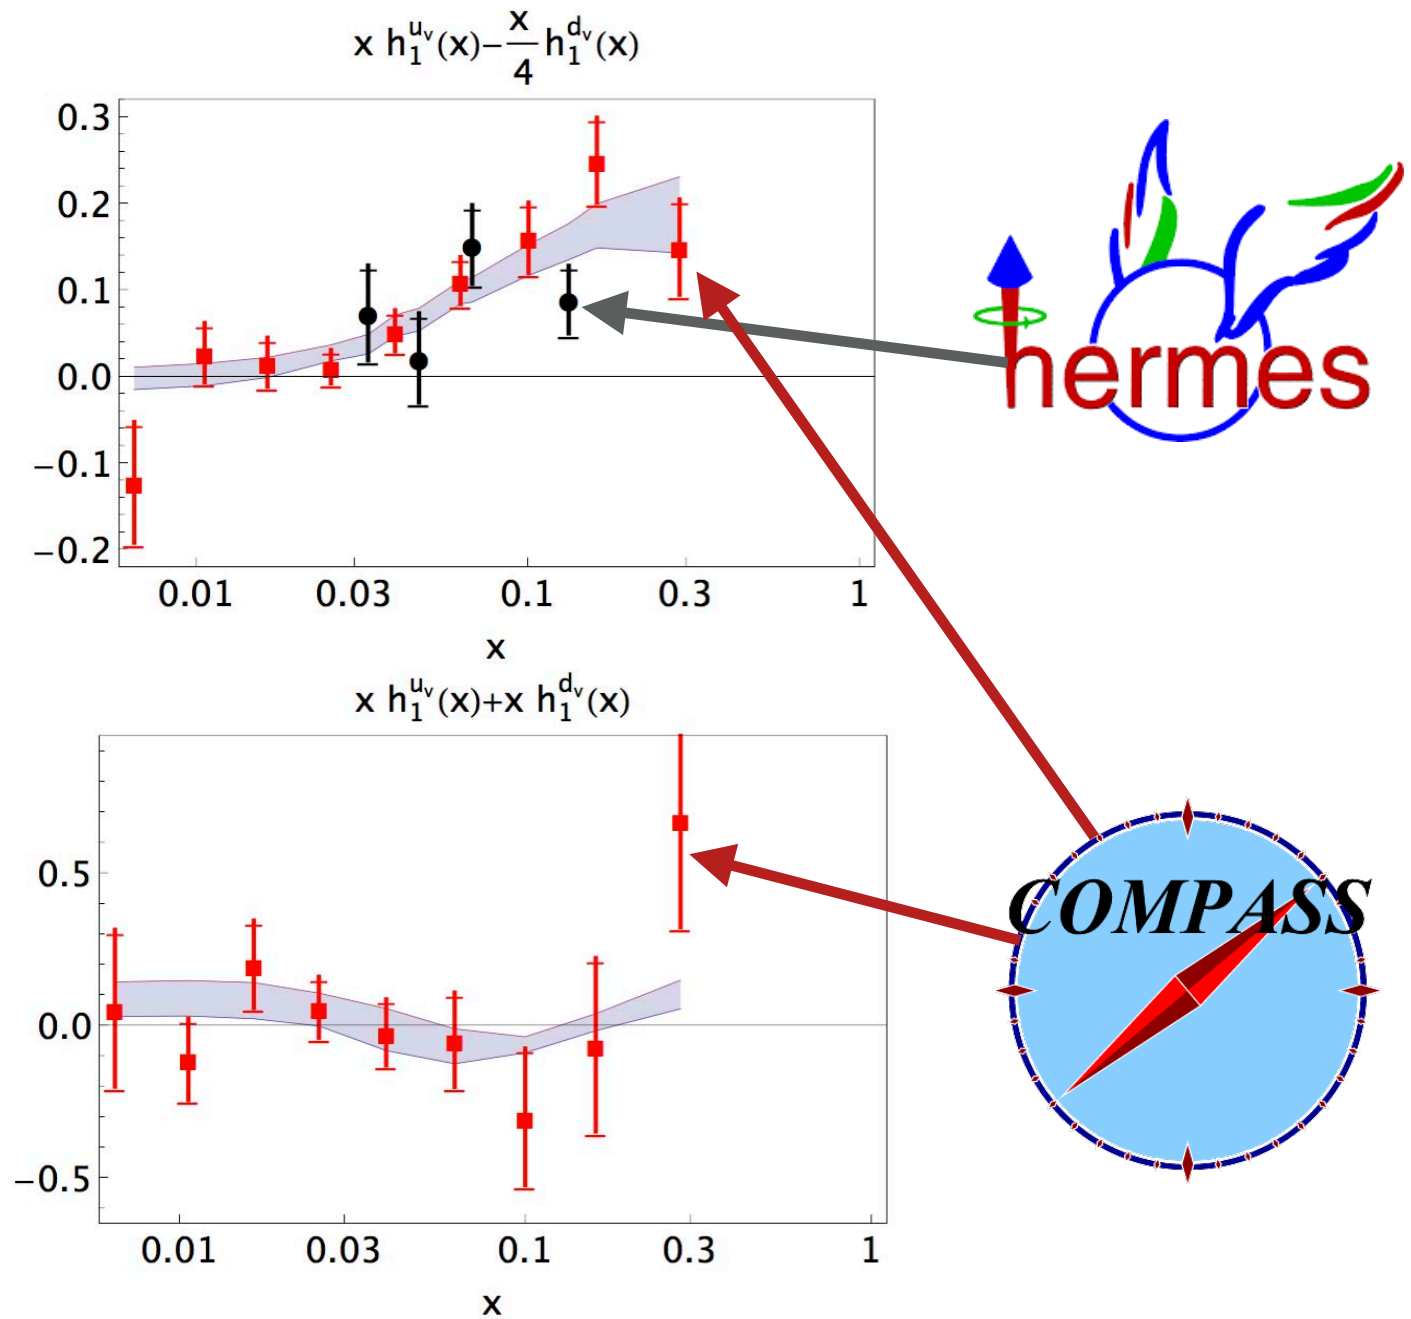 x h₁^{u_v}(x)−x/4 h₁^{d_v}(x)
0.3
0.2
0.1
0.0
−0.1
−0.2
0.01 0.03 0.1 0.3 1
x
hermes
x h₁^{u_v}(x)+x h₁^{d_v}(x)
0.5
0.0
−0.5
0.01 0.03 0.1 0.3 1
x
COMPASS